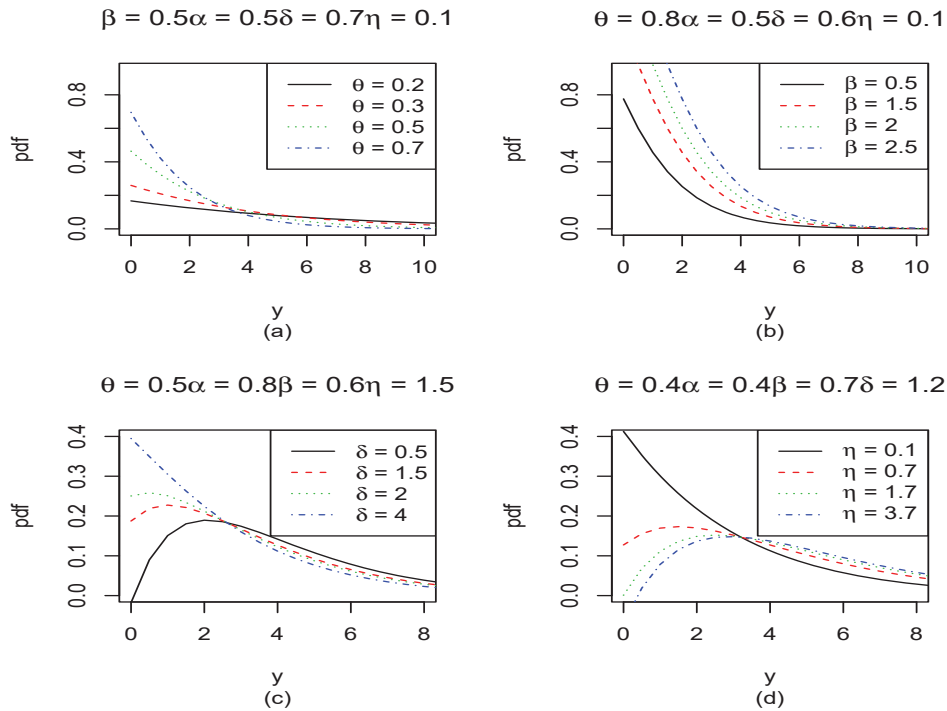 β = 0.5α = 0.5δ = 0.7η = 0.1
θ = 0.2
θ = 0.3
θ = 0.5
θ = 0.7
pdf
0.0 0.4 0.8
0 2 4 6 8 10
y
(a)
θ = 0.8α = 0.5δ = 0.6η = 0.1
β = 0.5
β = 1.5
β = 2
β = 2.5
pdf
0.0 0.4 0.8
0 2 4 6 8 10
y
(b)
θ = 0.5α = 0.8β = 0.6η = 1.5
δ = 0.5
δ = 1.5
δ = 2
δ = 4
pdf
0.0 0.1 0.2 0.3 0.4
0 2 4 6 8
y
(c)
θ = 0.4α = 0.4β = 0.7δ = 1.2
η = 0.1
η = 0.7
η = 1.7
η = 3.7
pdf
0.0 0.1 0.2 0.3 0.4
0 2 4 6 8
y
(d)